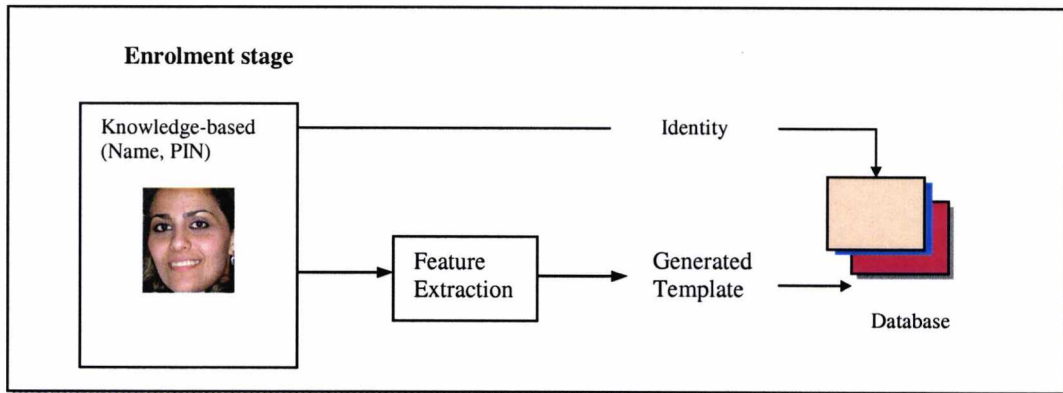 Enrolment stage
Knowledge-based
(Name, PIN)
Identity
Feature
Extraction
Generated
Template
Database